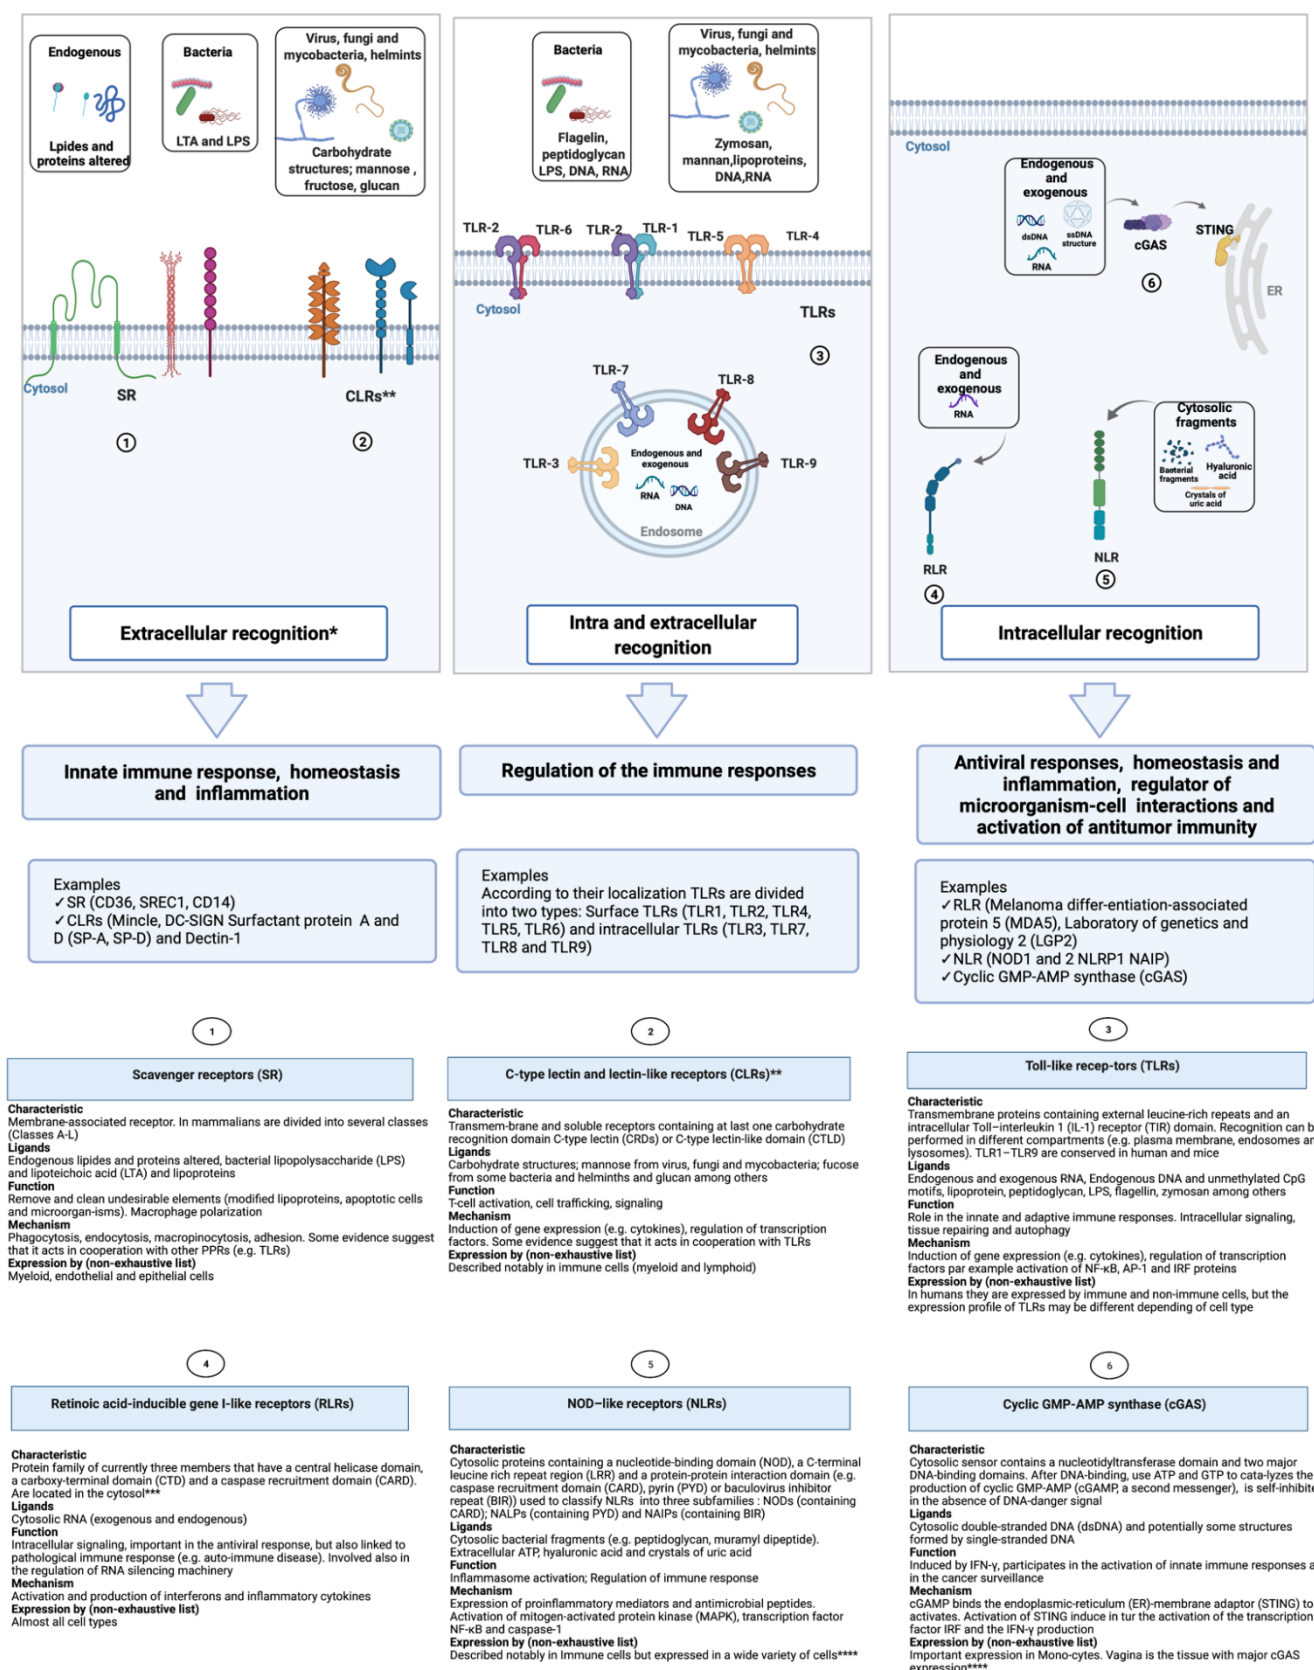 Endogenous
Lpides and
proteins altered
Bacteria
LTA and LPS
Virus, fungi and
mycobacteria, helmints
Carbohydrate
structures; mannose ,
fructose, glucan
Cytosol
SR
1
CLRs**
2
Extracellular recognition*
Bacteria
Flagelin,
peptidoglycan
LPS, DNA, RNA
Virus, fungi and
mycobacteria, helmints
Zymosan,
mannan,lipoproteins,
DNA,RNA
TLR-2
TLR-6
TLR-2
TLR-1
TLR-5
TLR-4
Cytosol
TLRs
3
TLR-7
TLR-8
TLR-3
TLR-9
Endogenous and
exogenous
RNA
DNA
Endosome
Intra and extracellular
recognition
Cytosol
Endogenous
and
exogenous
dsDNA
ssDNA
structure
RNA
cGAS
6
STING
ER
Endogenous
and
exogenous
RNA
RLR
4
Cytosolic
fragments
Bacterial
fragments
Hyaluronic
acid
Crystals of
uric acid
NLR
5
Intracellular recognition
Innate immune response, homeostasis
and inflammation
Regulation of the immune responses
Antiviral responses, homeostasis and
inflammation, regulator of
microorganism-cell interactions and
activation of antitumor immunity
Examples
✓SR (CD36, SREC1, CD14)
✓CLRs (Mincle, DC-SIGN Surfactant protein A and
D (SP-A, SP-D) and Dectin-1
Examples
According to their localization TLRs are divided
into two types: Surface TLRs (TLR1, TLR2, TLR4,
TLR5, TLR6) and intracellular TLRs (TLR3, TLR7,
TLR8 and TLR9)
Examples
✓RLR (Melanoma differ-entiation-associated
protein 5 (MDA5), Laboratory of genetics and
physiology 2 (LGP2)
✓NLR (NOD1 and 2 NLRP1 NAIP)
✓Cyclic GMP-AMP synthase (cGAS)
1
Scavenger receptors (SR)
Characteristic
Membrane-associated receptor. In mammalians are divided into several classes
(Classes A-L)
Ligands
Endogenous lipids and proteins altered, bacterial lipopolysaccharide (LPS)
and lipoteichoic acid (LTA) and lipoproteins
Function
Remove and clean undesirable elements (modified lipoproteins, apoptotic cells
and microorgan-isms). Macrophage polarization
Mechanism
Phagocytosis, endocytosis, macropinocytosis, adhesion. Some evidence suggest
that it acts in cooperation with other PPRs (e.g. TLRs)
Expression by (non-exhaustive list)
Myeloid, endothelial and epithelial cells
2
C-type lectin and lectin-like receptors (CLRs)**
Characteristic
Transmem-brane and soluble receptors containing at last one carbohydrate
recognition domain C-type lectin (CRDs) or C-type lectin-like domain (CTLD)
Ligands
Carbohydrate structures; mannose from virus, fungi and mycobacteria; fucose
from some bacteria and helminths and glucan among others
Function
T-cell activation, cell trafficking, signaling
Mechanism
Induction of gene expression (e.g. cytokines), regulation of transcription
factors. Some evidence suggest that it acts in cooperation with TLRs
Expression by (non-exhaustive list)
Described notably in immune cells (myeloid and lymphoid)
3
Toll-like recep-tors (TLRs)
Characteristic
Transmembrane proteins containing external leucine-rich repeats and an
intracellular Toll–interleukin 1 (IL-1) receptor (TIR) domain. Recognition can b
performed in different compartments (e.g. plasma membrane, endosomes an
lysosomes). TLR1–TLR9 are conserved in human and mice
Ligands
Endogenous and exogenous RNA, Endogenous DNA and unmethylated CpG
motifs, lipoprotein, peptidoglycan, LPS, flagellin, zymosan among others
Function
Role in the innate and adaptive immune responses. Intracellular signaling,
tissue repairing and autophagy
Mechanism
Induction of gene expression (e.g. cytokines), regulation of transcription
factors par example activation of NF-κB, AP-1 and IRF proteins
Expression by (non-exhaustive list)
In humans they are expressed by immune and non-immune cells, but the
expression profile of TLRs may be different depending of cell type
4
Retinoic acid-inducible gene I-like receptors (RLRs)
Characteristic
Protein family of currently three members that have a central helicase domain,
a carboxy-terminal domain (CTD) and a caspase recruitment domain (CARD).
Are located in the cytosol***
Ligands
Cytosolic RNA (exogenous and endogenous)
Function
Intracellular signaling, important in the antiviral response, but also linked to
pathological immune response (e.g. auto-immune disease). Involved also in
the regulation of RNA silencing machinery
Mechanism
Activation and production of interferons and inflammatory cytokines
Expression by (non-exhaustive list)
Almost all cell types
5
NOD–like receptors (NLRs)
Characteristic
Cytosolic proteins containing a nucleotide-binding domain (NOD), a C-terminal
leucine rich repeat region (LRR) and a protein-protein interaction domain (e.g.
caspase recruitment domain (CARD), pyrin (PYD) or baculovirus inhibitor
repeat (BIR)) used to classify NLRs into three subfamilies : NODs (containing
CARD); NALPs (containing PYD) and NAIPs (containing BIR)
Ligands
Cytosolic bacterial fragments (e.g. peptidoglycan, muramyl dipeptide).
Extracellular ATP, hyaluronic acid and crystals of uric acid
Function
Inflammasome activation; Regulation of immune response
Mechanism
Expression of proinflammatory mediators and antimicrobial peptides.
Activation of mitogen-activated protein kinase (MAPK), transcription factor
NF-κB and caspase-1
Expression by (non-exhaustive list)
Described notably in Immune cells but expressed in a wide variety of cells****
6
Cyclic GMP-AMP synthase (cGAS)
Characteristic
Cytosolic sensor contains a nucleotidyltransferase domain and two major
DNA-binding domains. After DNA-binding, use ATP and GTP to cata-lyzes the
production of cyclic GMP-AMP (cGAMP, a second messenger), is self-inhibite
in the absence of DNA-danger signal
Ligands
Cytosolic double-stranded DNA (dsDNA) and potentially some structures
formed by single-stranded DNA
Function
Induced by IFN-γ, participates in the activation of innate immune responses a
in the cancer surveillance
Mechanism
cGAMP binds the endoplasmic-reticulum (ER)-membrane adaptor (STING) to
activates. Activation of STING induce in tur the activation of the transcription
factor IRF and the IFN-γ production
Expression by (non-exhaustive list)
Important expression in Mono-cytes. Vagina is the tissue with major cGAS
expression****